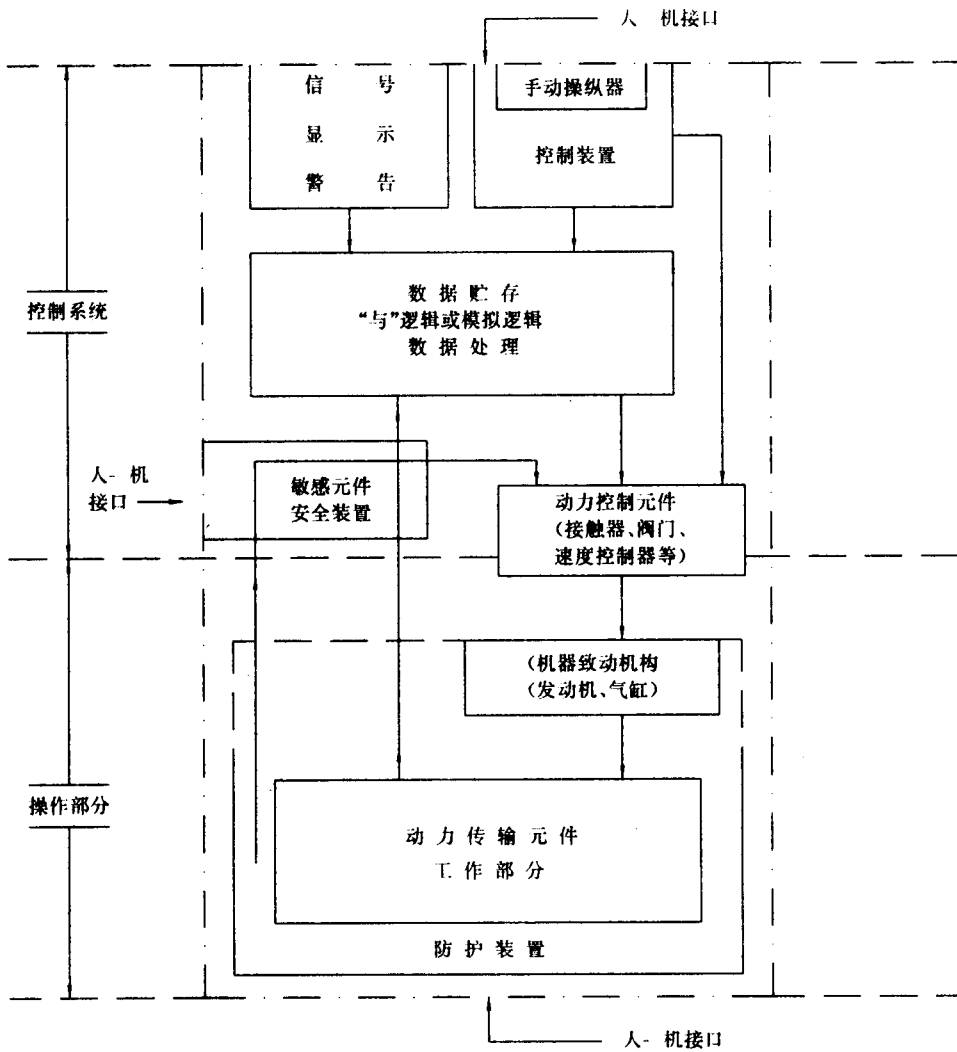 人 机接口
信 号
显 示
警 告
手动操纵器
控制装置
控制系统
数 据 贮 存
“与”逻辑或模拟逻辑
数 据 处 理
人- 机
接口
敏感元件
安全装置
动力控制元件
(接触器、阀门、
速度控制器等)
(机器致动机构
(发动机、气缸)
操作部分
动 力 传 输 元 件
工 作 部 分
防 护 装 置
人- 机接口